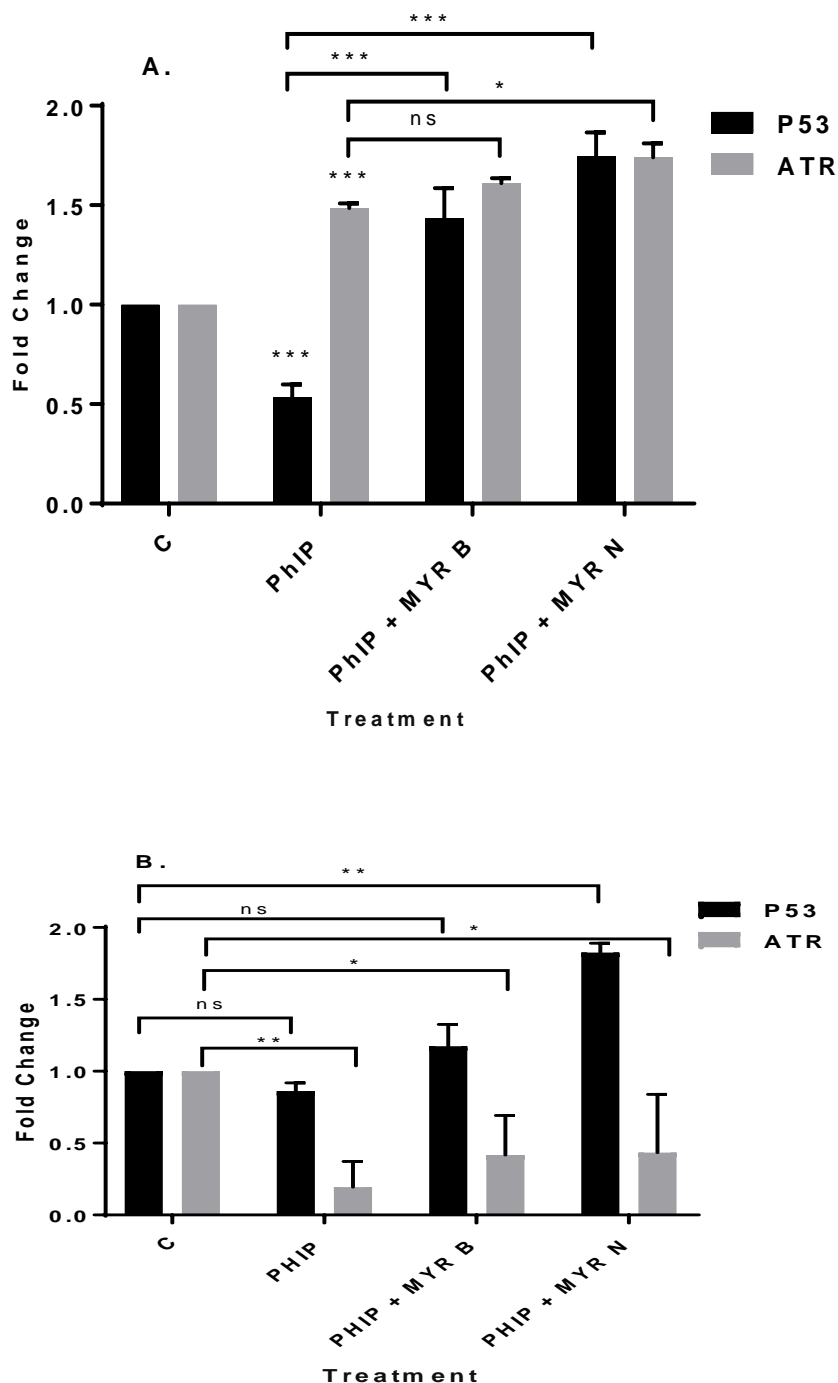 ***
A.
***
*
2.0
ns
P53
ATR
***
1.5
Fold Change
1.0
***
0.5
0.0
C
PhIP
PhIP + MYR B
PhIP + MYR N
Treatment
B.
**
ns
P53
2.0
*
ATR
*
1.5
ns
**
Fold Change
1.0
0.5
0.0
C
PHIP
PHIP + MYR B
PHIP + MYR N
Treatment